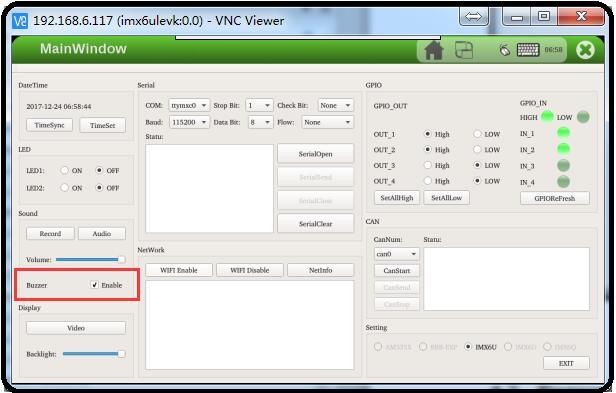 192.168.6.117 (imx6ulevk:0.0) - VNC Viewer
MainWindow
06:58
DateTime
2017-12-24 06:58:44
TimeSync TimeSet
LED
LED1: ON OFF
LED2: ON OFF
Sound
Record Audio
Volume:
Buzzer Enable
Display
Video
Backlight:
Serial
COM: ttymxc0 Stop Bit: 1 Check Bit: None
Baud: 115200 Data Bit: 8 Flow: None
Statu:
SerialOpen
SerialSend
SerialClose
SerialClear
NetWork
WIFI Enable WIFI Disable NetInfo
GPIO
GPIO_OUT
OUT_1 High LOW
OUT_2 High LOW
OUT_3 High LOW
OUT_4 High LOW
SetAllHigh SetAllLow
GPIO_IN
HIGH LOW
IN_1
IN_2
IN_3
IN_4
GPIOReFresh
CAN
CanNum: Statu:
can0
CanStart
CanSend
CanStop
Setting
AM335X BBB-EXP IMX6U IMX6D IMX6Q
EXIT